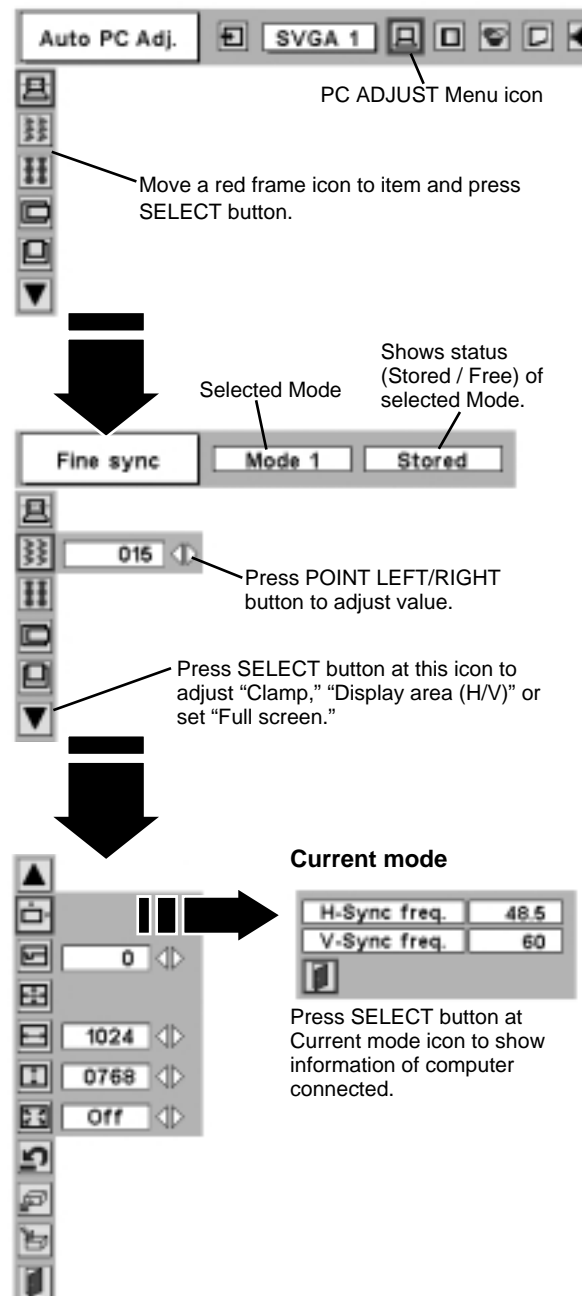 Auto PC Adj. SVGA 1
PC ADJUST Menu icon
Move a red frame icon to item and press
SELECT button.
Selected Mode
Shows status
(Stored / Free) of
selected Mode.
Fine sync Mode 1 Stored
015
Press POINT LEFT/RIGHT
button to adjust value.
Press SELECT button at this icon to
adjust “Clamp,” “Display area (H/V)” or
set “Full screen.”
Current mode
H-Sync freq. 48.5
V-Sync freq. 60
Press SELECT button at
Current mode icon to show
information of computer
connected.
0
1024
0768
Off